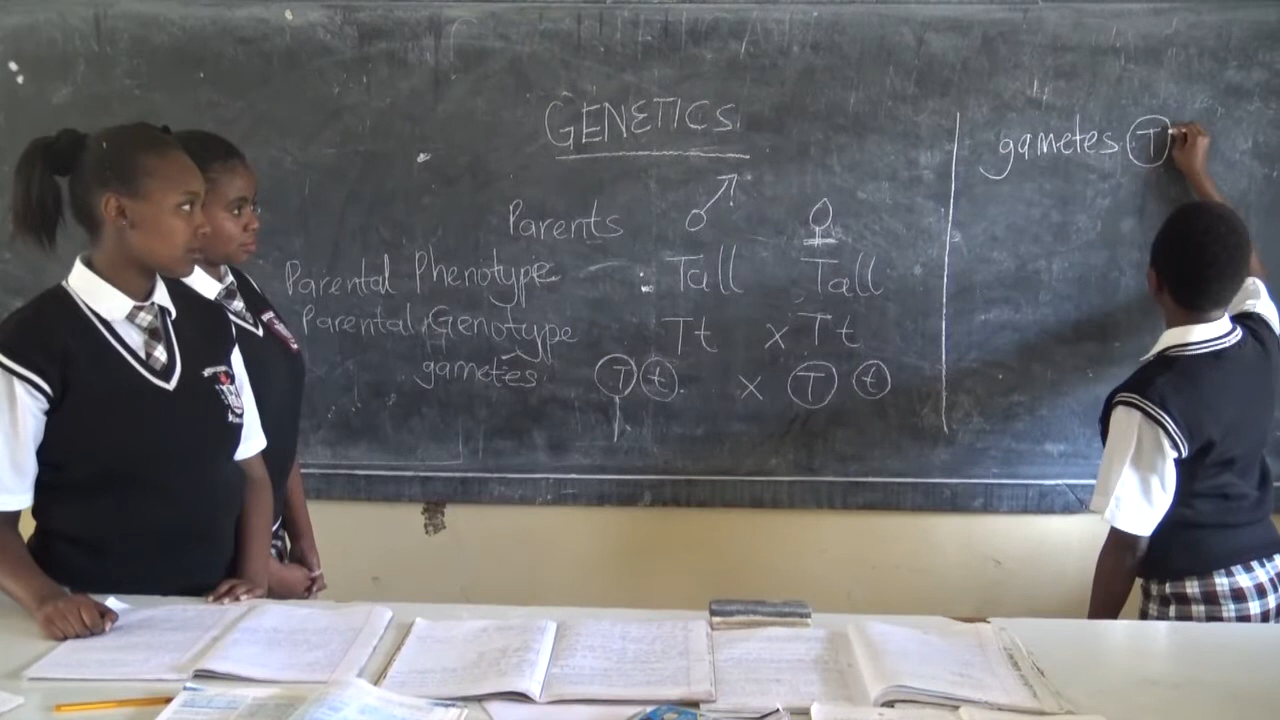 GENETICS
Parents ♂ ♀
Parental Phenotype Tall Tall
Parental Genotype Tt x Tt
gametes T t x T t
gametes T